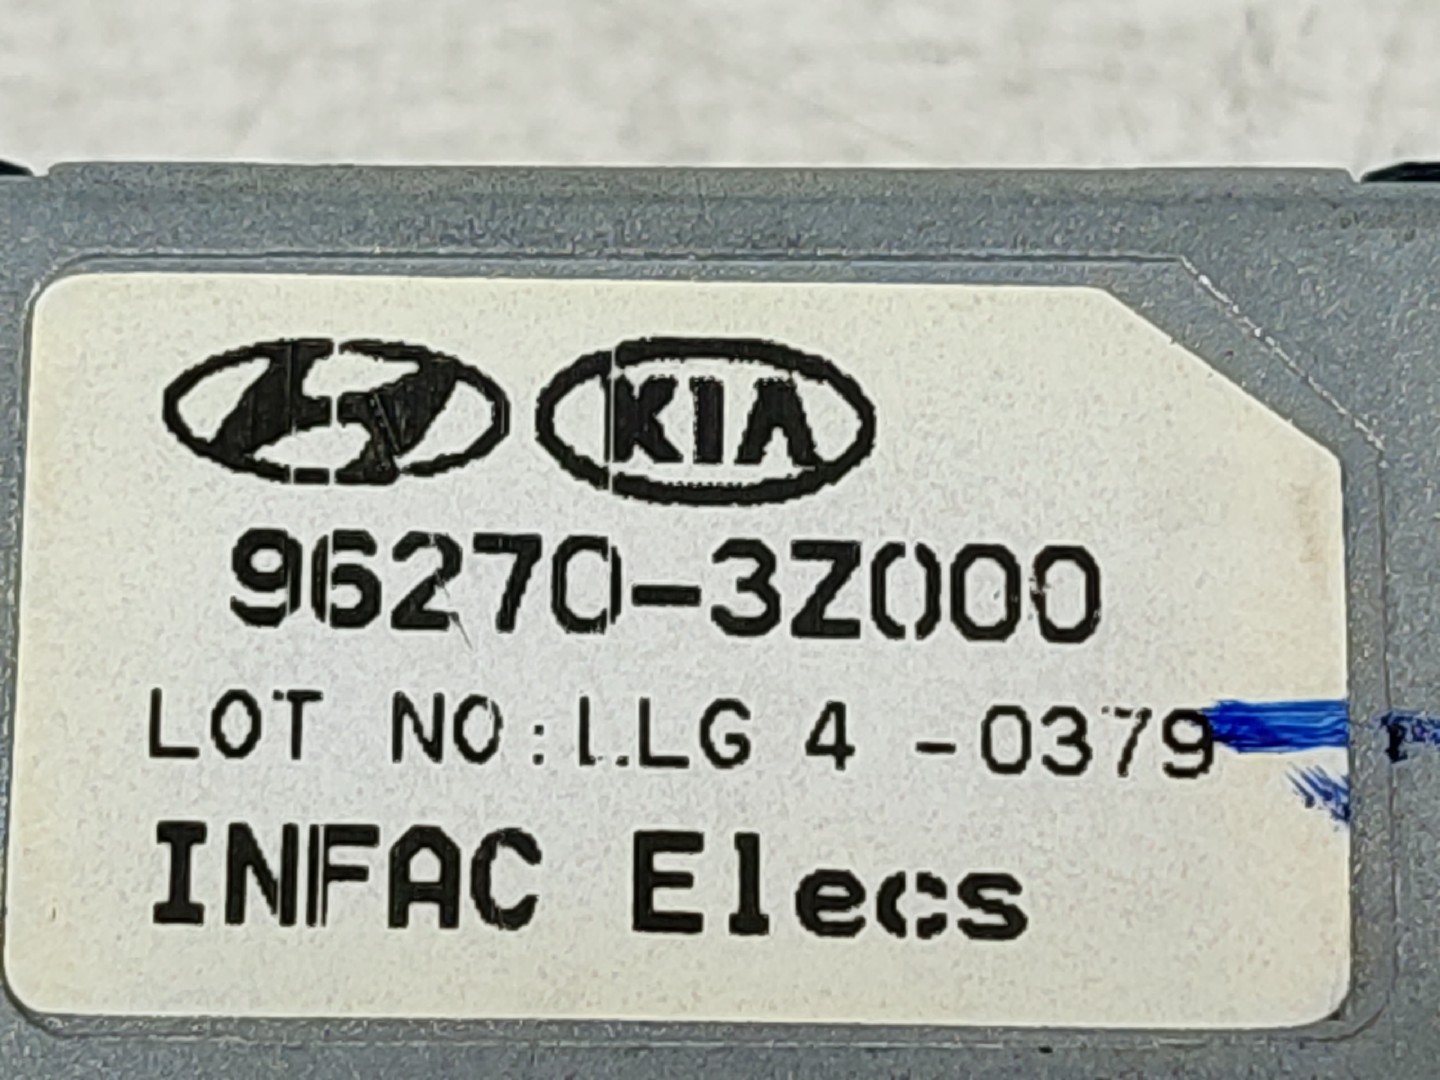 KIA
96270-3Z000
LOT NO:LLG 4 -0379
INFAC Elecs